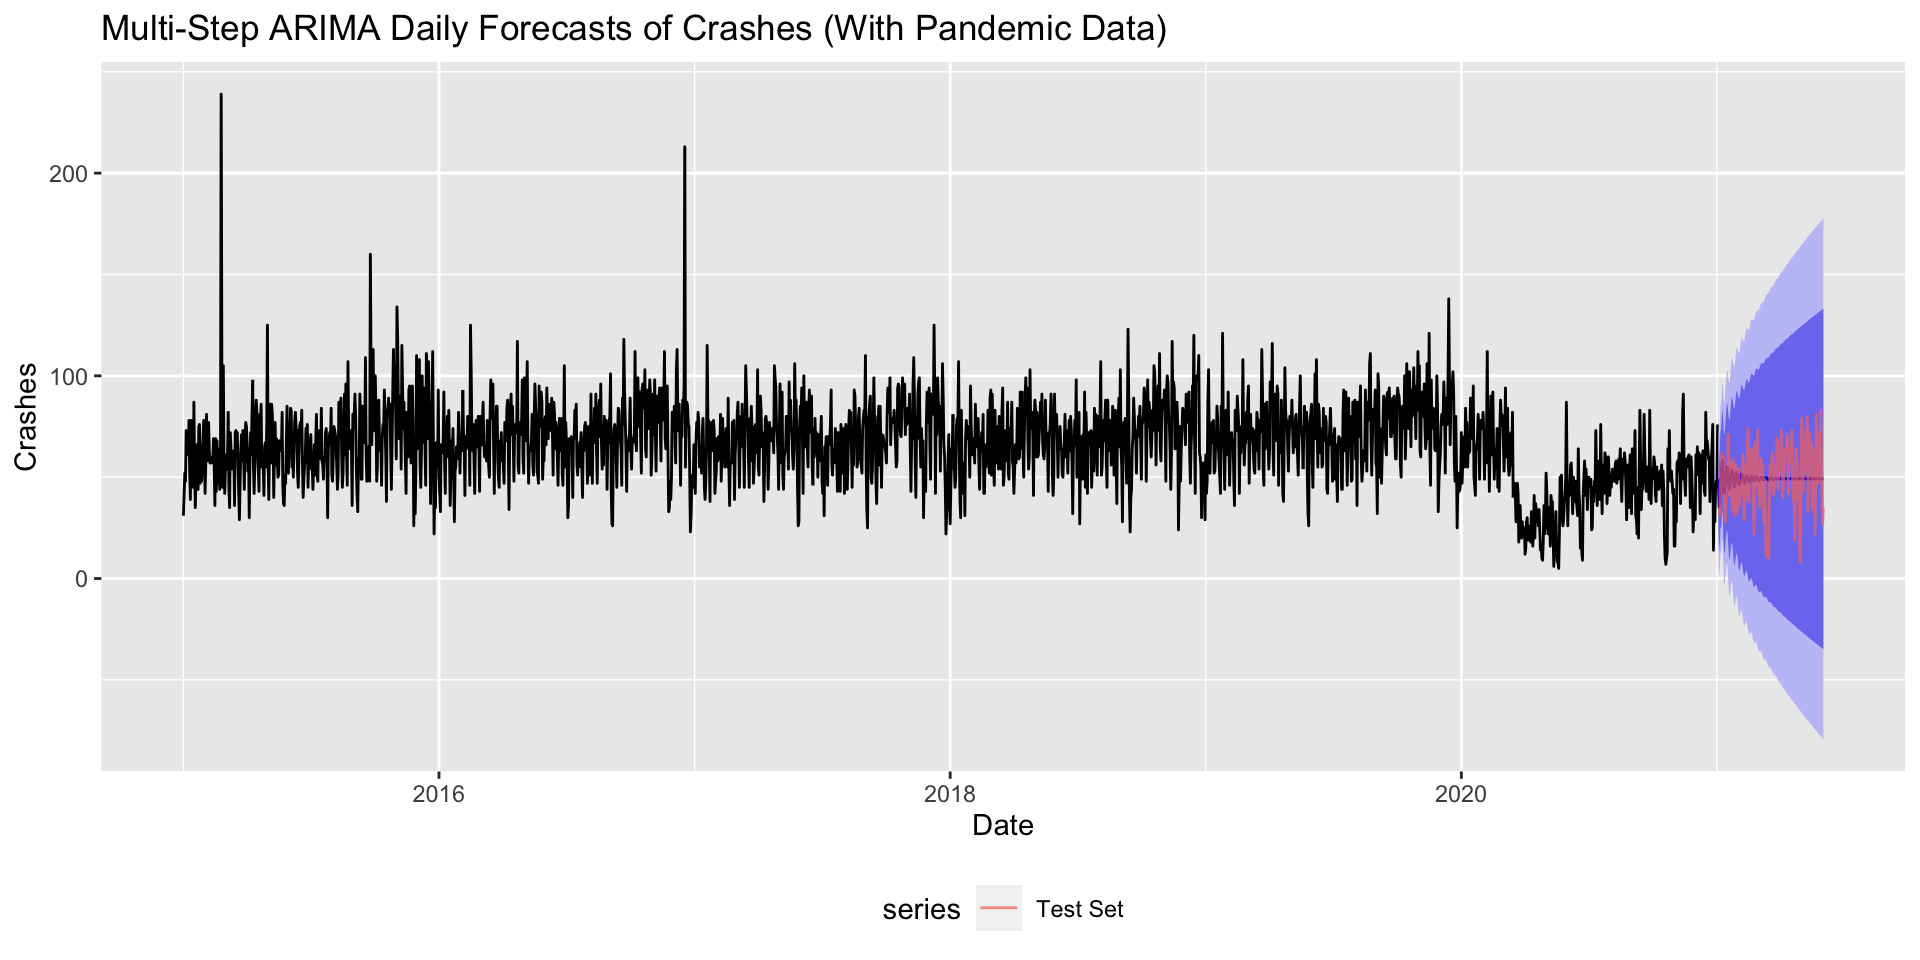 Multi-Step ARIMA Daily Forecasts of Crashes (With Pandemic Data)
200
100
0
Crashes
2016
2018
2020
Date
series
Test Set